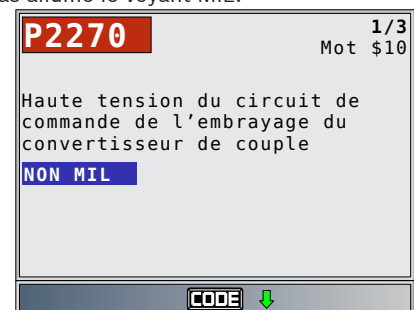 P2270
1/3
Mot $10
Haute tension du circuit de
commande de l’embrayage du
convertisseur de couple
NON MIL
CODE